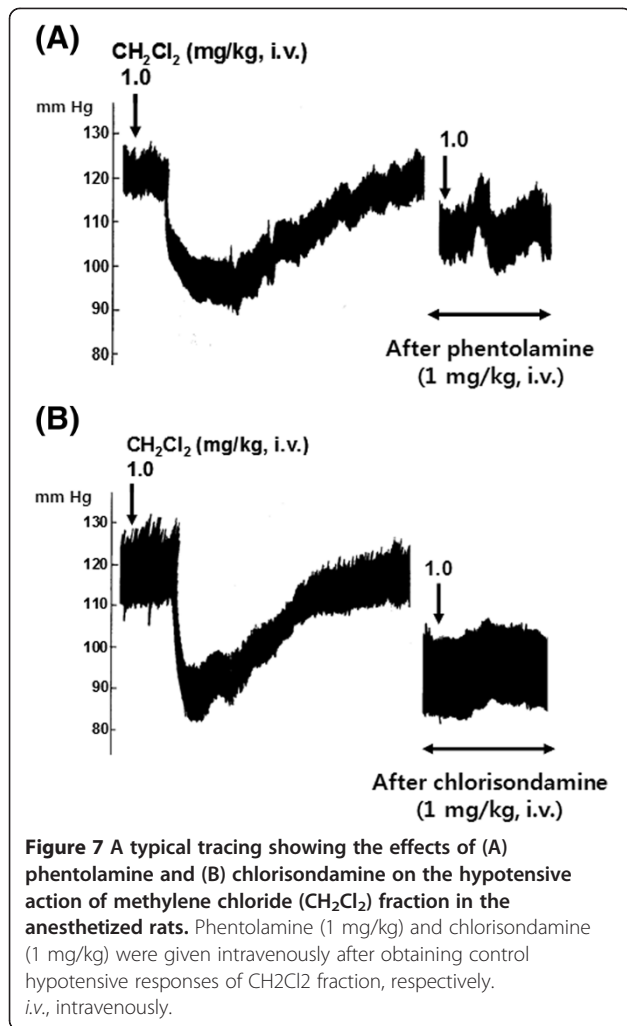 (A)
CH₂Cl₂ (mg/kg, i.v.)
1.0
mm Hg
130
120
110
100
90
80
1.0
After phentolamine
(1 mg/kg, i.v.)
(B)
CH₂Cl₂ (mg/kg, i.v.)
1.0
mm Hg
130
120
110
100
90
80
1.0
After chlorisondamine
(1 mg/kg, i.v.)
Figure 7 A typical tracing showing the effects of (A)
phentolamine and (B) chlorisondamine on the hypotensive
action of methylene chloride (CH₂Cl₂) fraction in the
anesthetized rats. Phentolamine (1 mg/kg) and chlorisondamine
(1 mg/kg) were given intravenously after obtaining control
hypotensive responses of CH2Cl2 fraction, respectively.
i.v., intravenously.